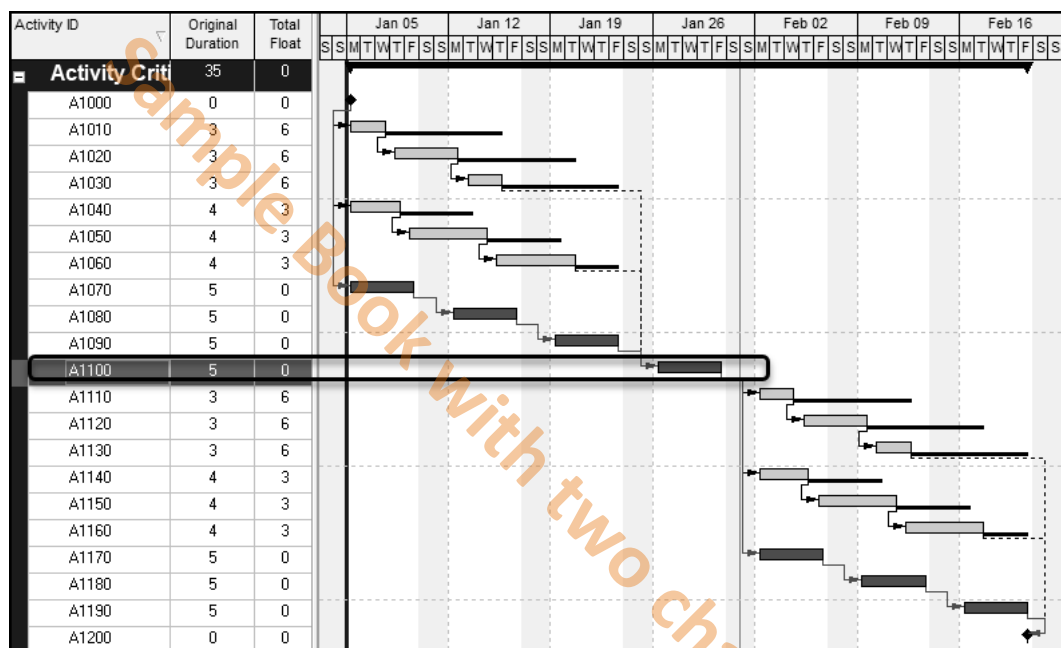 Activity ID Original Duration Total Float Jan 05 Jan 12 Jan 19 Jan 26 Feb 02 Feb 09 Feb 16
S S M T W T F S S M T W T F S S M T W T F S S M T W T F S S M T W T F S S M T W T F S S M T W T F S S
Activity Criti 35 0
A1000 0 0
A1010 3 6
A1020 3 6
A1030 3 6
A1040 4 3
A1050 4 3
A1060 4 3
A1070 5 0
A1080 5 0
A1090 5 0
A1100 5 0
A1110 3 6
A1120 3 6
A1130 3 6
A1140 4 3
A1150 4 3
A1160 4 3
A1170 5 0
A1180 5 0
A1190 5 0
A1200 0 0
Sample Book with two cha